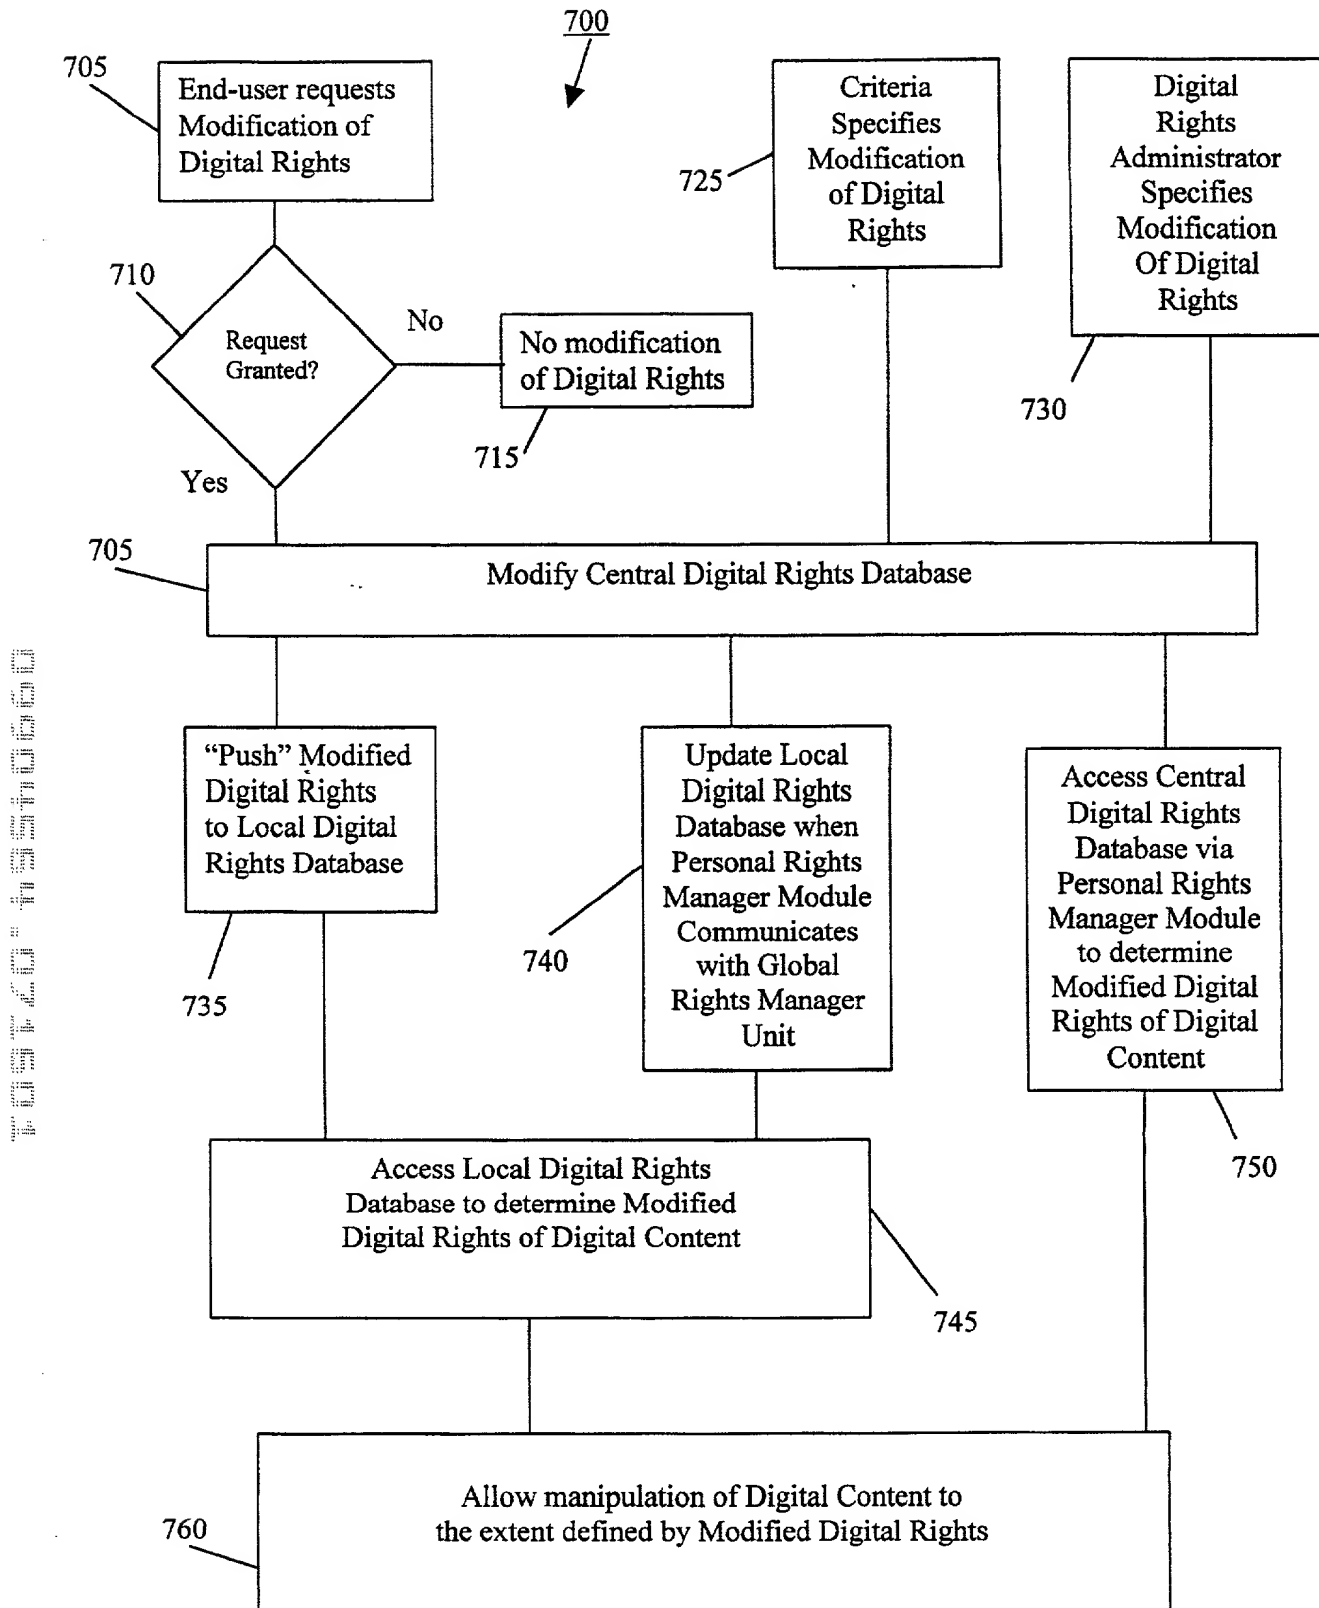 700
705
End-user requests
Modification of
Digital Rights
Criteria
Specifies
Modification
of Digital
Rights
725
Digital
Rights
Administrator
Specifies
Modification
Of Digital
Rights
730
710
Request
Granted?
No
No modification
of Digital Rights
715
Yes
705
Modify Central Digital Rights Database
"Push" Modified
Digital Rights
to Local Digital
Rights Database
735
Update Local
Digital Rights
Database when
Personal Rights
Manager Module
Communicates
with Global
Rights Manager
Unit
740
Access Central
Digital Rights
Database via
Personal Rights
Manager Module
to determine
Modified Digital
Rights of Digital
Content
750
Access Local Digital Rights
Database to determine Modified
Digital Rights of Digital Content
745
Allow manipulation of Digital Content to
the extent defined by Modified Digital Rights
760